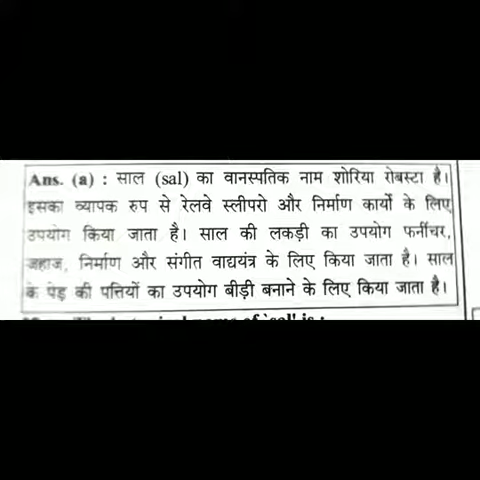 Ans. (a) : साल (sal) का वानस्पतिक नाम शोरिया रोबस्टा है।
इसका व्यापक रुप से रेलवे स्लीपरो और निर्माण कार्यो के लिए
उपयोग किया जाता है। साल की लकड़ी का उपयोग फर्नीचर,
जहाज, निर्माण और संगीत वाद्ययंत्र के लिए किया जाता है। साल
के पेड़ की पत्तियों का उपयोग बीड़ी बनाने के लिए किया जाता है।